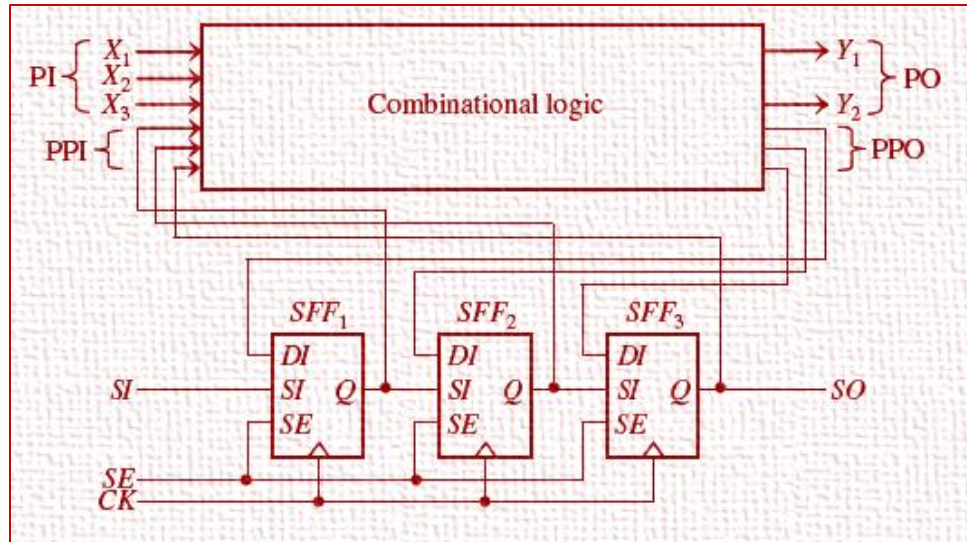 PI
X₁
X₂
X₃
PPI
Combinational logic
Y₁
Y₂
PO
PPO
SFF₁
SFF₂
SFF₃
DI
DI
DI
SI
SI
Q
SI
Q
SI
Q
SO
SE
SE
SE
SE
CK